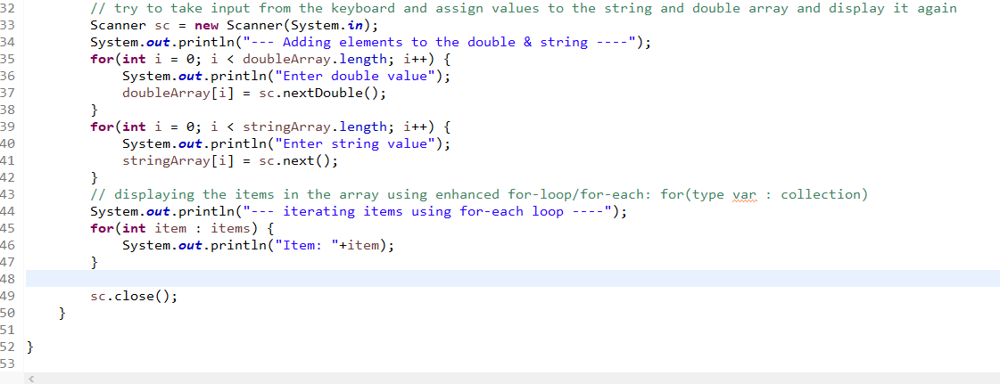 32         // try to take input from the keyboard and assign values to the string and double array and display it again
33         Scanner sc = new Scanner(System.in);
34         System.out.println("--- Adding elements to the double & string ----");
35         for(int i = 0; i < doubleArray.length; i++) {
36             System.out.println("Enter double value");
37             doubleArray[i] = sc.nextDouble();
38         }
39         for(int i = 0; i < stringArray.length; i++) {
40             System.out.println("Enter string value");
41             stringArray[i] = sc.next();
42         }
43         // displaying the items in the array using enhanced for-loop/for-each: for(type var : collection)
44         System.out.println("--- iterating items using for-each loop ----");
45         for(int item : items) {
46             System.out.println("Item: "+item);
47         }
48
49         sc.close();
50     }
51
52 }
53